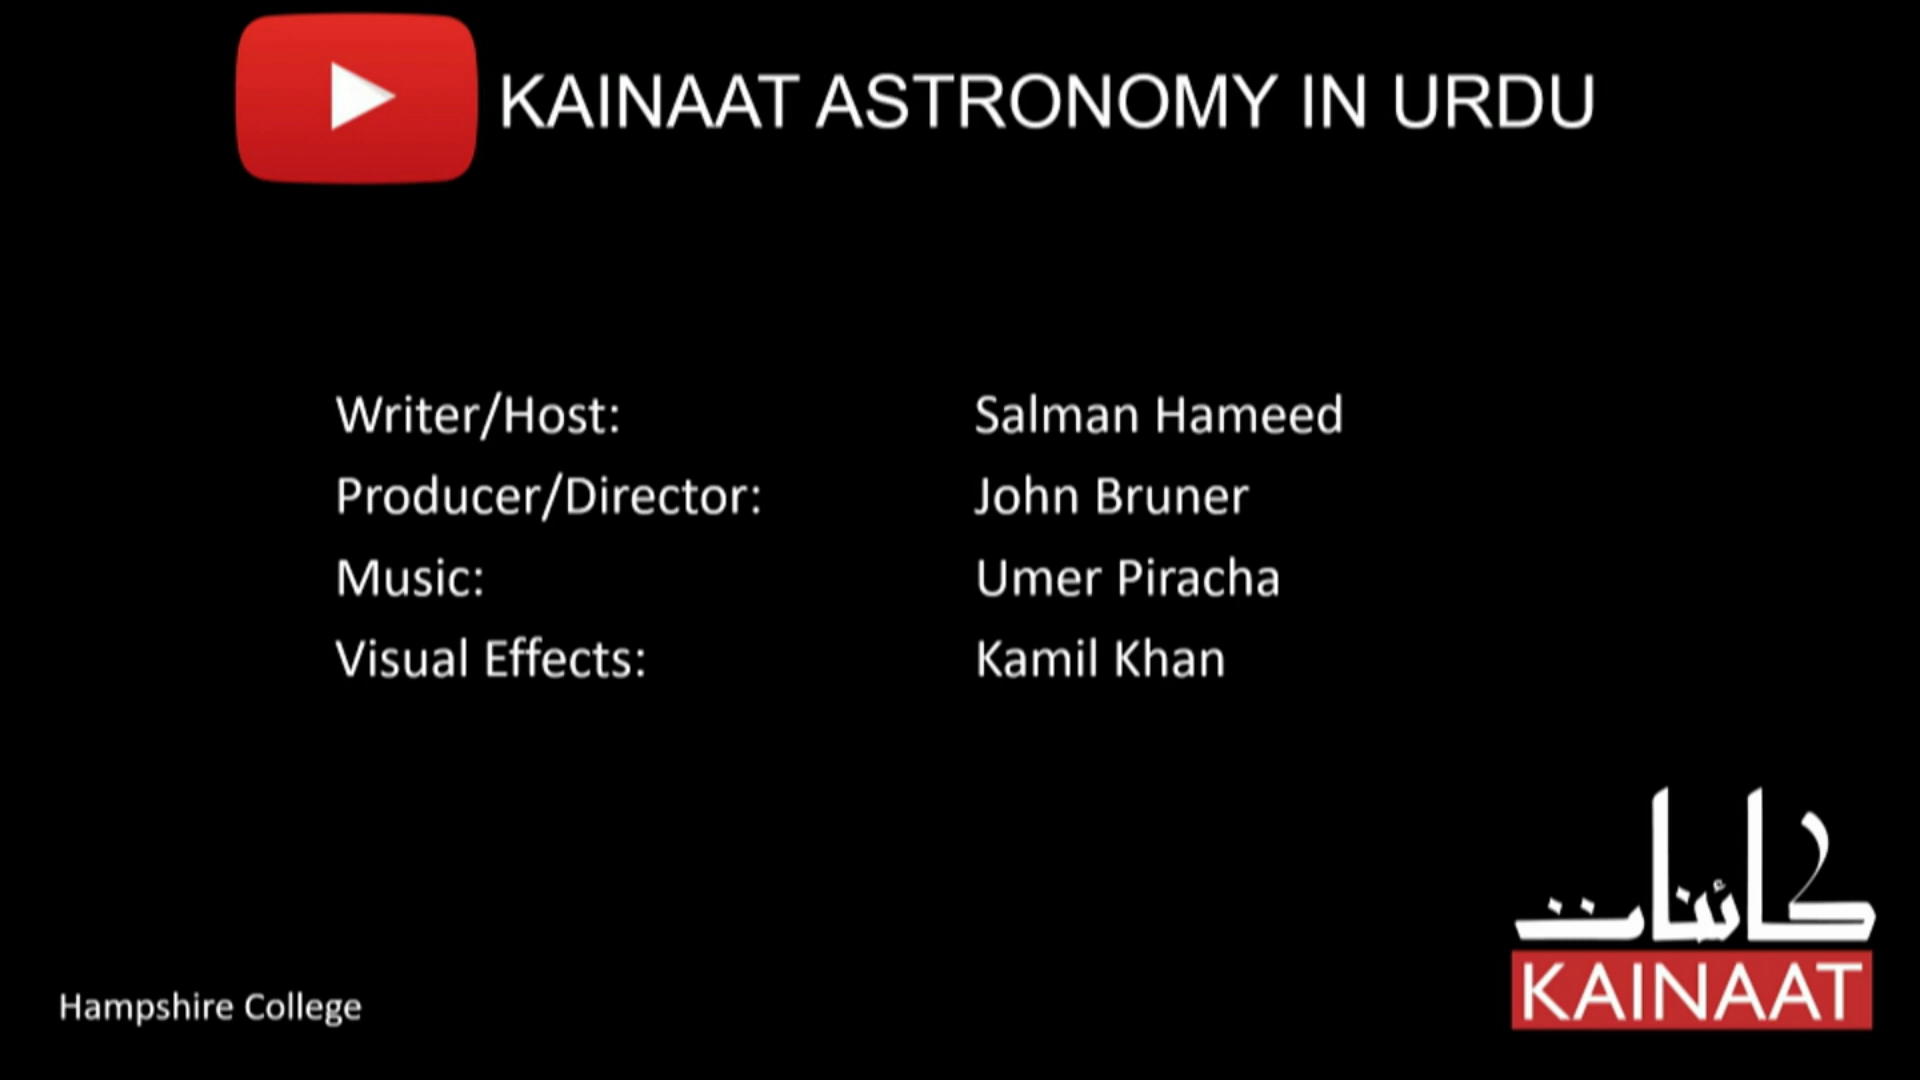 KAINAAT ASTRONOMY IN URDU
Writer/Host: Salman Hameed
Producer/Director: John Bruner
Music: Umer Piracha
Visual Effects: Kamil Khan
کائنات
KAINAAT
Hampshire College